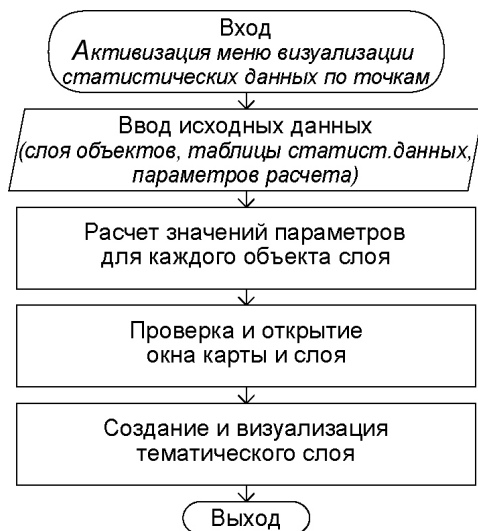 Вход
Активизация меню визуализации
статистических данных по точкам
Ввод исходных данных
(слоя объектов, таблицы статист.данных,
параметров расчета)
Расчет значений параметров
для каждого объекта слоя
Проверка и открытие
окна карты и слоя
Создание и визуализация
тематического слоя
Выход